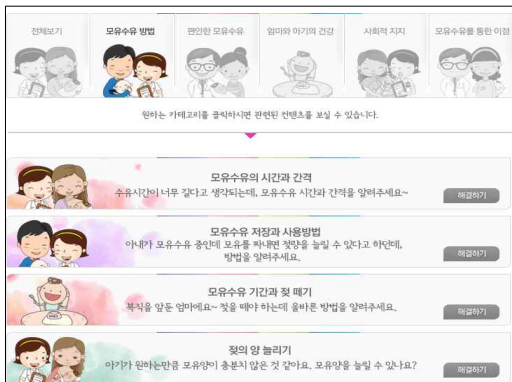 전체보기
모유수유 방법
편안한 모유수유
엄마와 아기의 건강
사회적 지지
모유수유를 통한 이점
원하는 카테고리를 클릭하시면 관련된 컨텐츠를 보실 수 있습니다.
모유수유의 시간과 간격
수유시간이 너무 길다고 생각되는데, 모유수유 시간과 간격을 알려주세요~
해결하기
모유수유 저장과 사용방법
아내가 모유수유 중인데 모유를 짜내면 젖량을 늘릴 수 있다고 하던데,
방법을 알려주세요.
해결하기
모유수유 기간과 젖 떼기
복직을 앞둔 엄마에요~ 젖을 떼야 하는데 올바른 방법을 알려주세요.
해결하기
젖의 양 늘리기
아기가 원하는만큼 모유양이 충분치 않은 것 같아요. 모유양을 늘릴 수 있나요?
해결하기